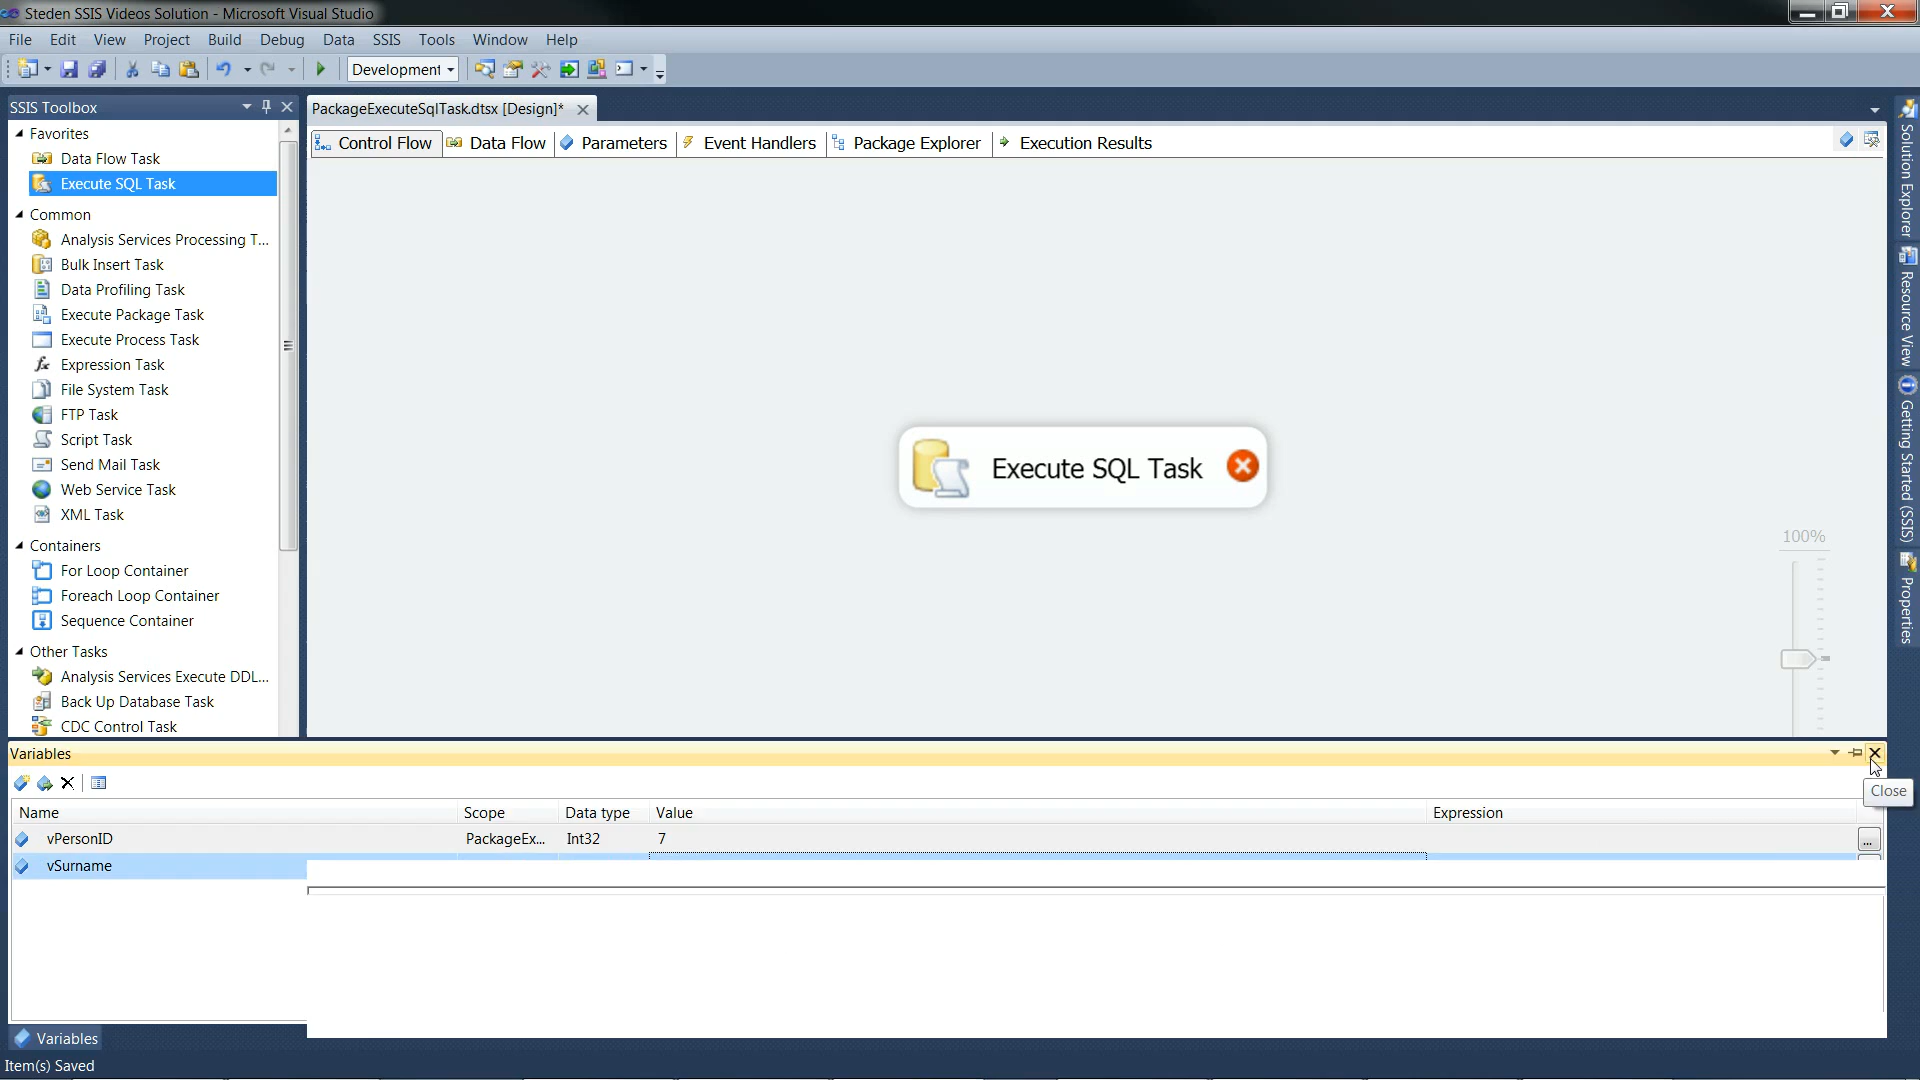 Steden SSIS Videos Solution - Microsoft Visual Studio
File Edit View Project Build Debug Data SSIS Tools Window Help
Development
SSIS Toolbox
Favorites
Data Flow Task
Execute SQL Task
Common
Analysis Services Processing T...
Bulk Insert Task
Data Profiling Task
Execute Package Task
Execute Process Task
Expression Task
File System Task
FTP Task
Script Task
Send Mail Task
Web Service Task
XML Task
Containers
For Loop Container
Foreach Loop Container
Sequence Container
Other Tasks
Analysis Services Execute DDL...
Back Up Database Task
CDC Control Task
PackageExecuteSqlTask.dtsx [Design]*
Control Flow Data Flow Parameters Event Handlers Package Explorer Execution Results
Execute SQL Task
100%
Solution Explorer
Resource View
Getting Started (SSIS)
Properties
Variables
Close
Name Scope Data type Value Expression
vPersonID PackageEx... Int32 7 ...
vSurname
Variables
Item(s) Saved